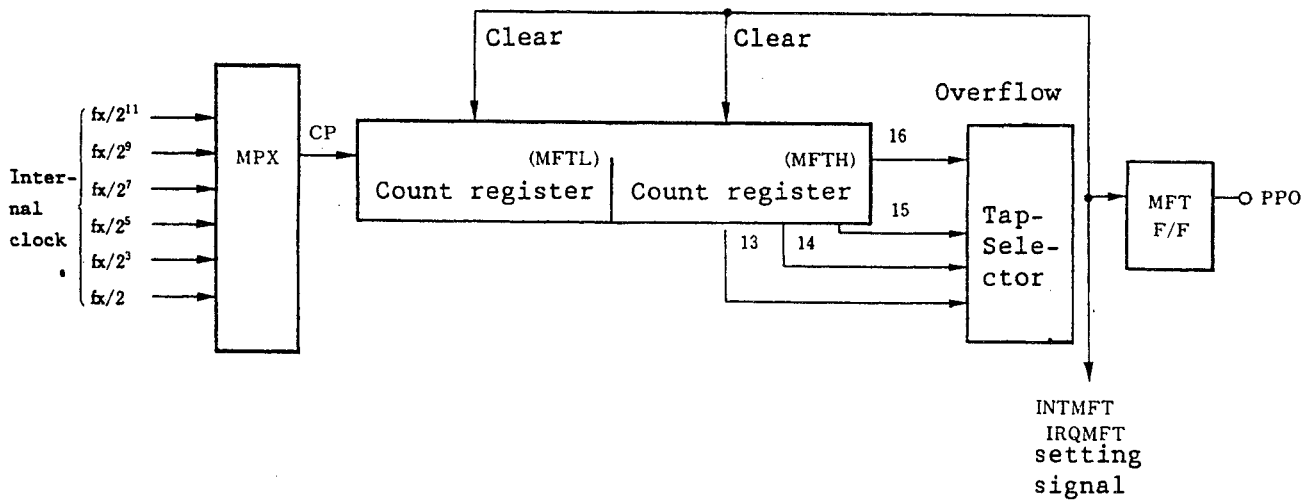 Clear
Clear
Overflow
Inter-
nal
clock
fx/2¹¹
fx/2⁹
fx/2⁷
fx/2⁵
fx/2³
fx/2
MPX
CP
(MFTL)
Count register
(MFTH)
Count register
16
15
13
14
Tap-
Sele-
ctor
MFT
F/F
PPO
INTMFT
IRQMFT
setting
signal